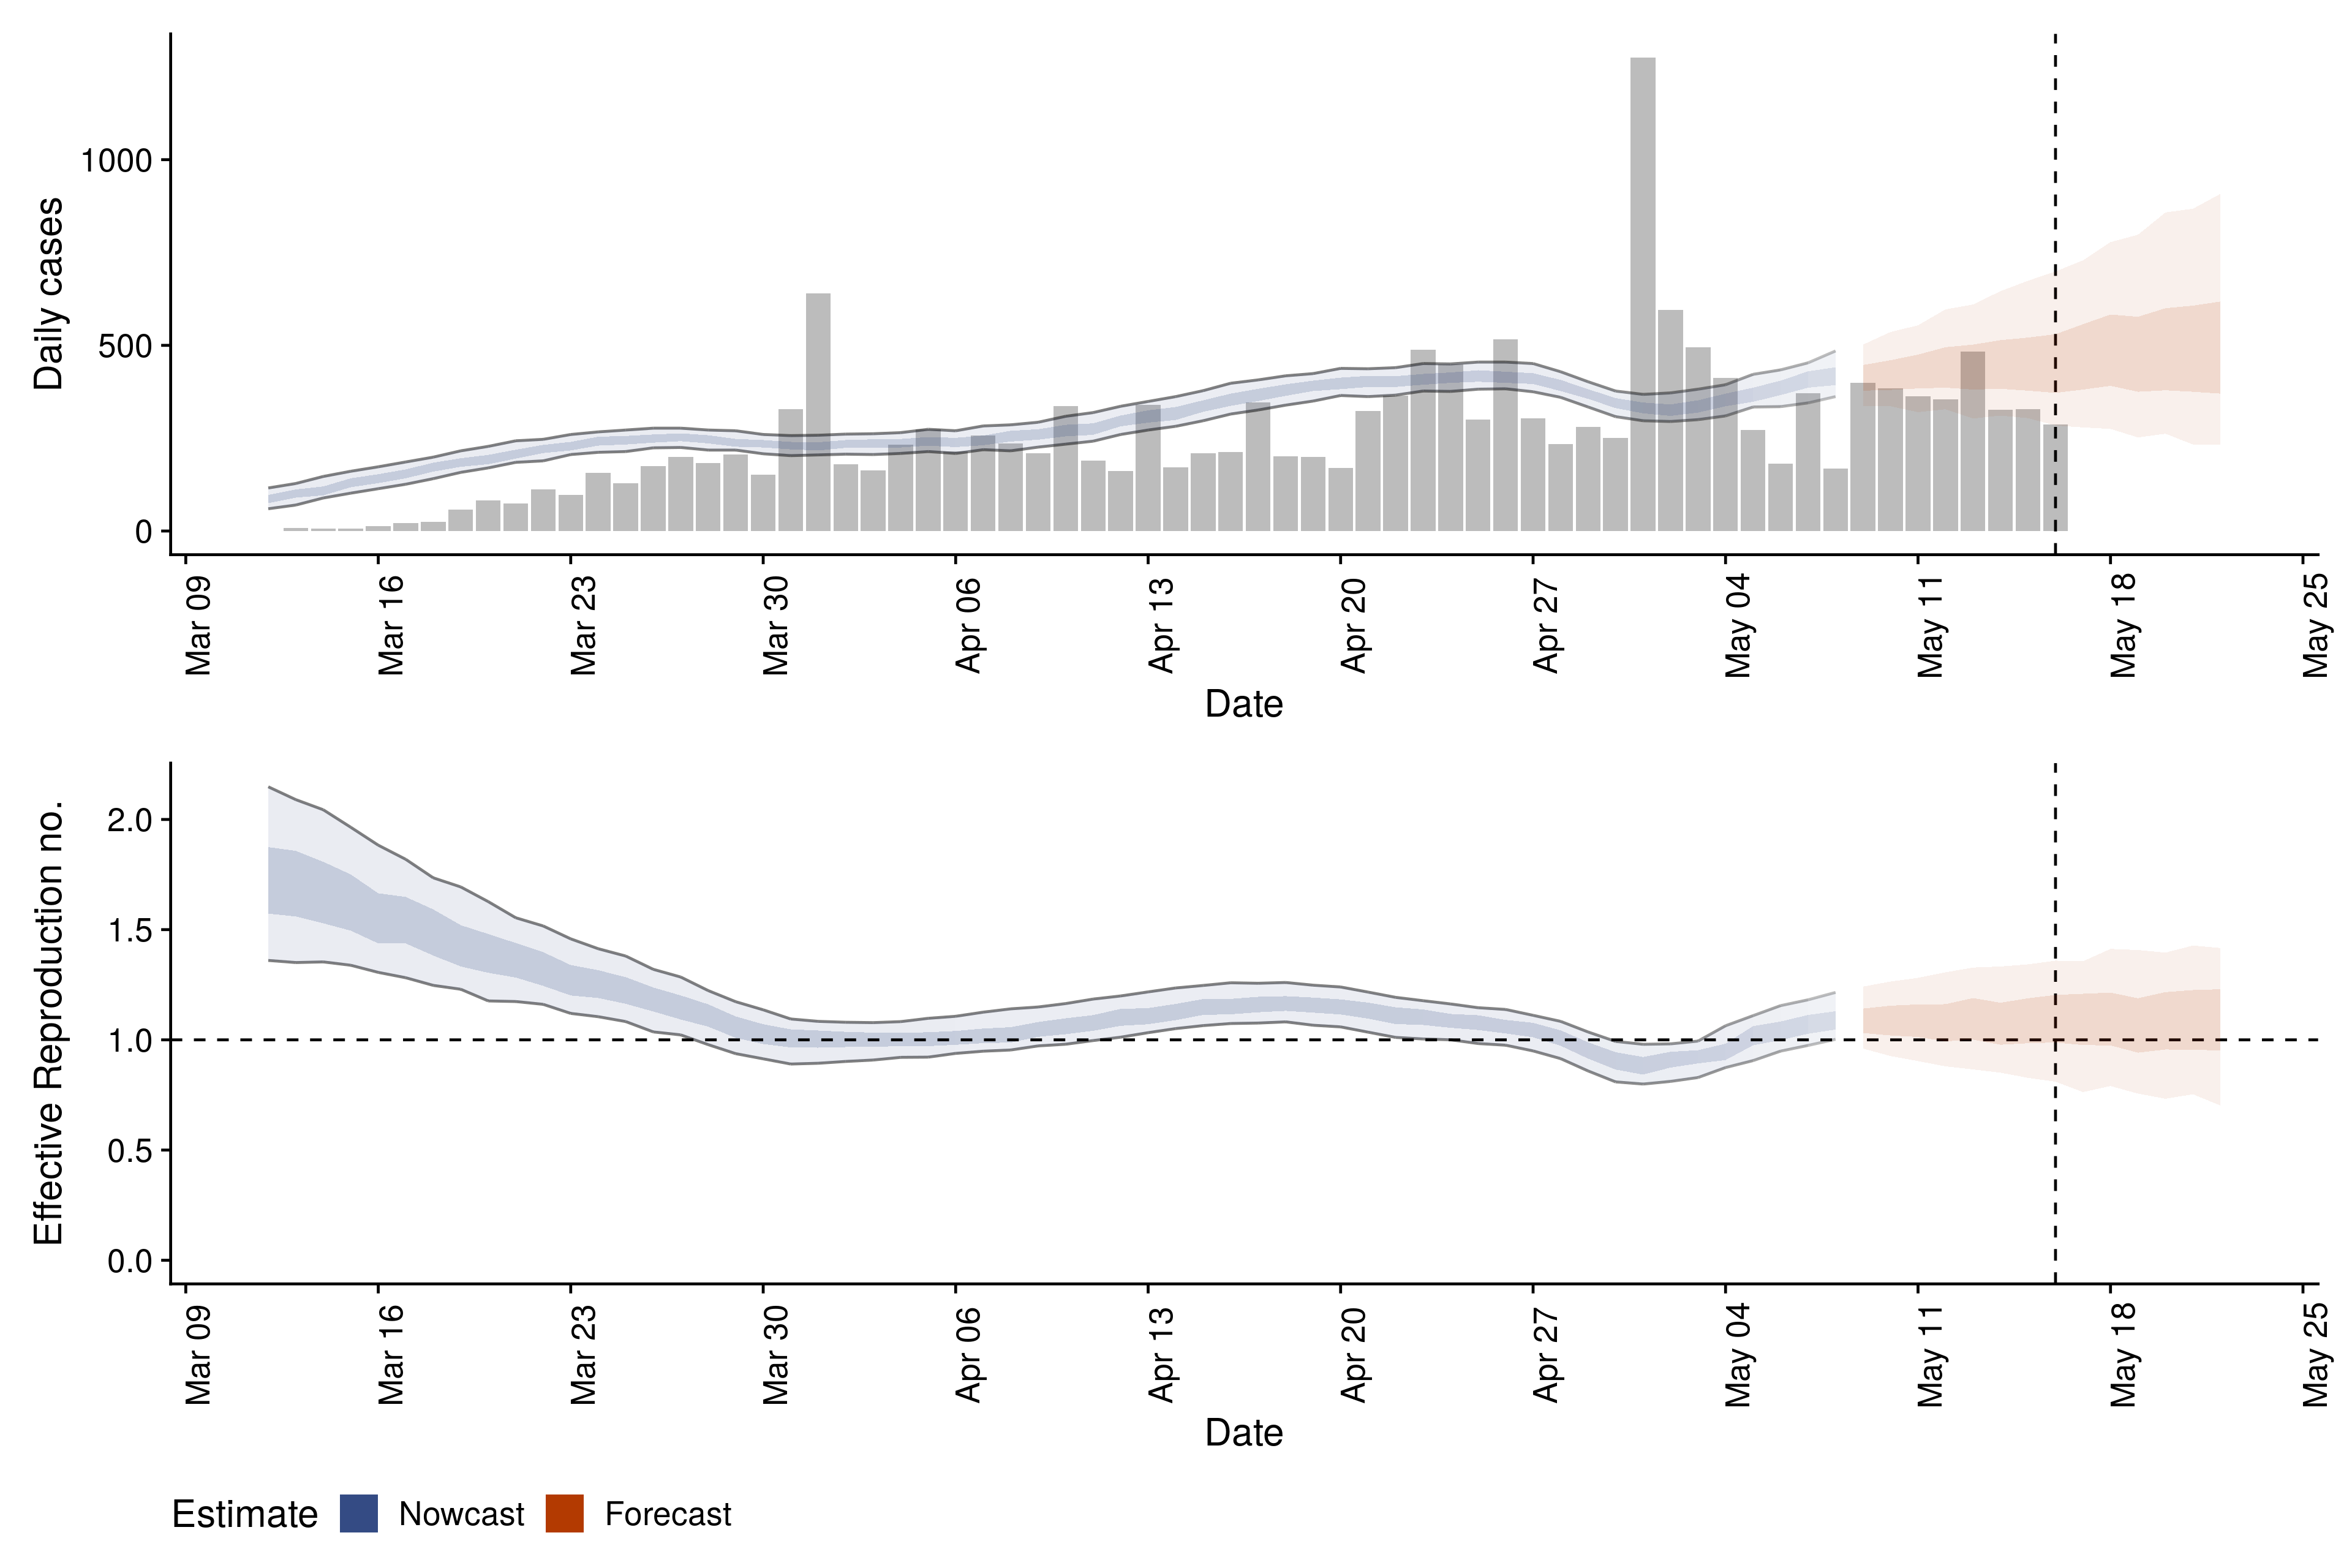 Daily cases
1000
500
0
Mar 09
Mar 16
Mar 23
Mar 30
Apr 06
Apr 13
Apr 20
Apr 27
May 04
May 11
May 18
May 25
Date
Effective Reproduction no.
2.0
1.5
1.0
0.5
0.0
Mar 09
Mar 16
Mar 23
Mar 30
Apr 06
Apr 13
Apr 20
Apr 27
May 04
May 11
May 18
May 25
Date
Estimate Nowcast Forecast